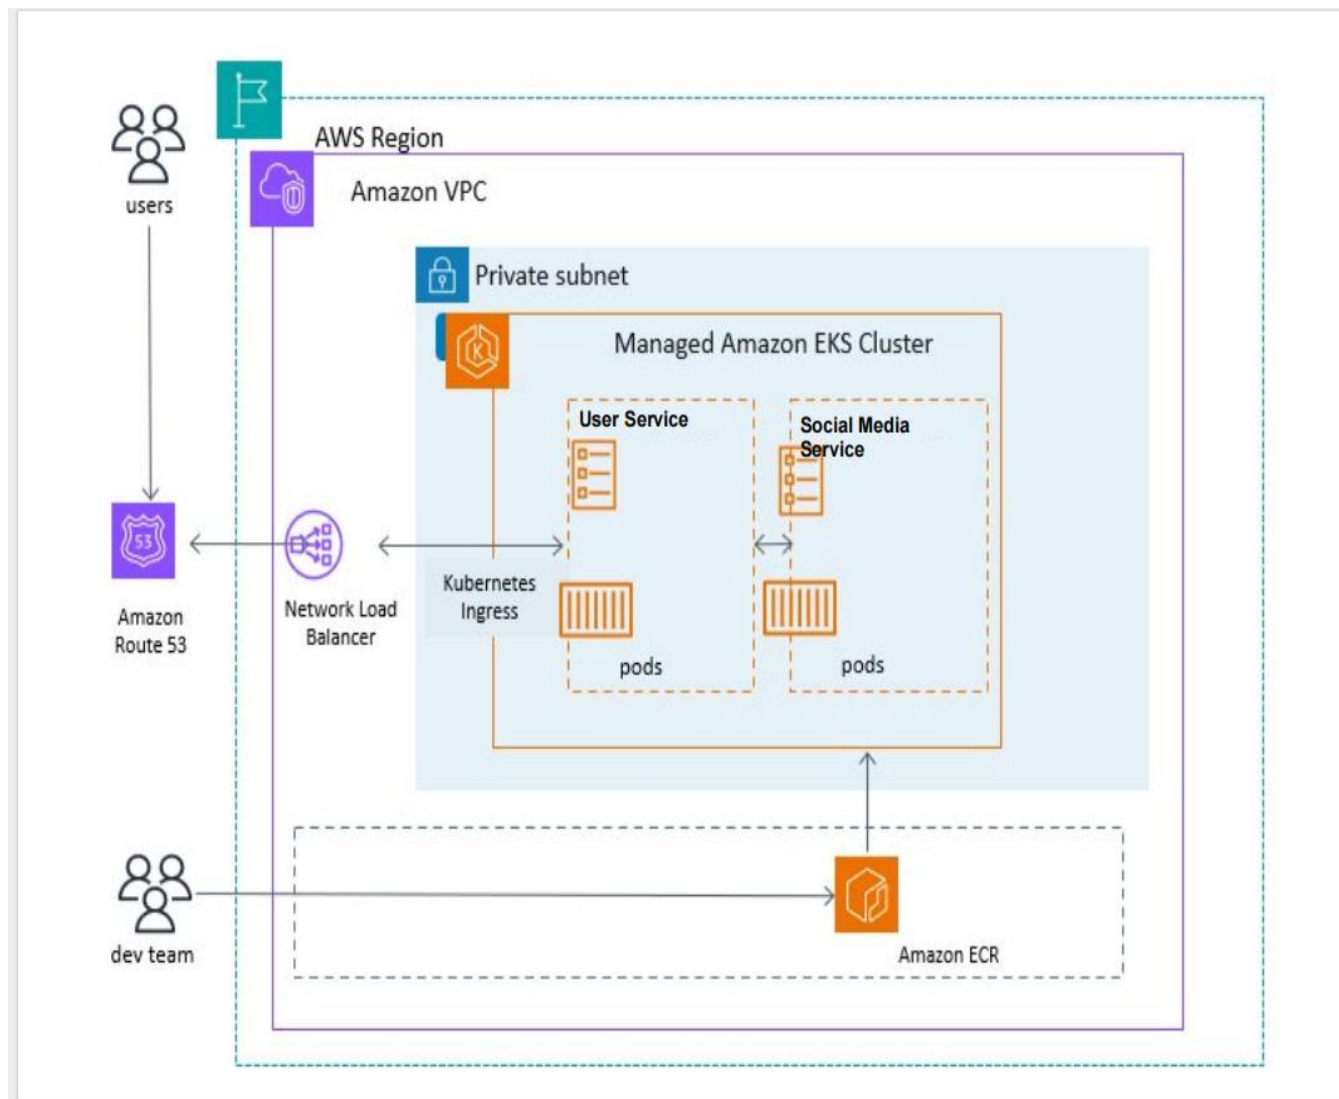 AWS Region
users
Amazon VPC
Private subnet
Managed Amazon EKS Cluster
User Service
Social Media
Service
53
Amazon
Route 53
Network Load
Balancer
Kubernetes
Ingress
pods
pods
dev team
Amazon ECR
K